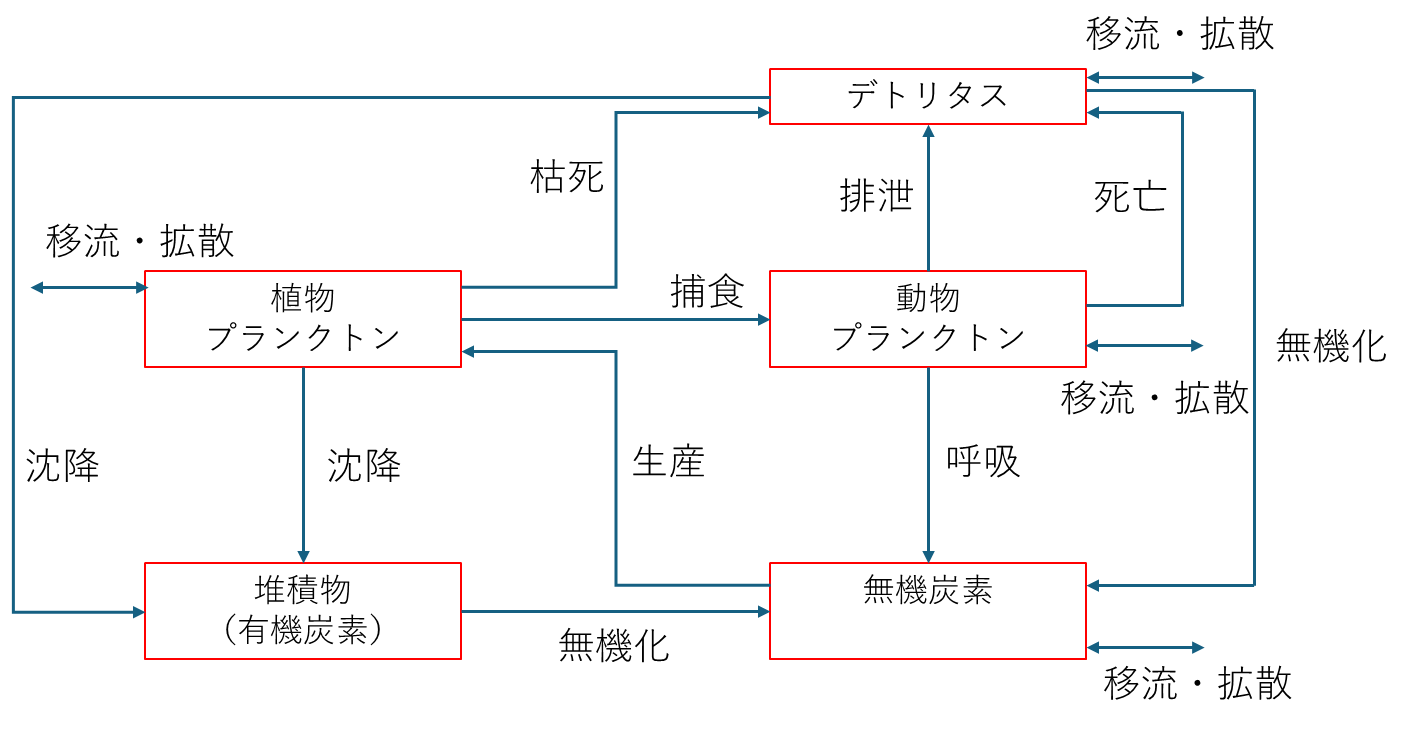 移流・拡散
デトリタス
枯死
排泄
死亡
移流・拡散
植物
プランクトン
捕食
動物
プランクトン
無機化
移流・拡散
沈降
沈降
生産
呼吸
堆積物
（有機炭素）
無機炭素
無機化
移流・拡散